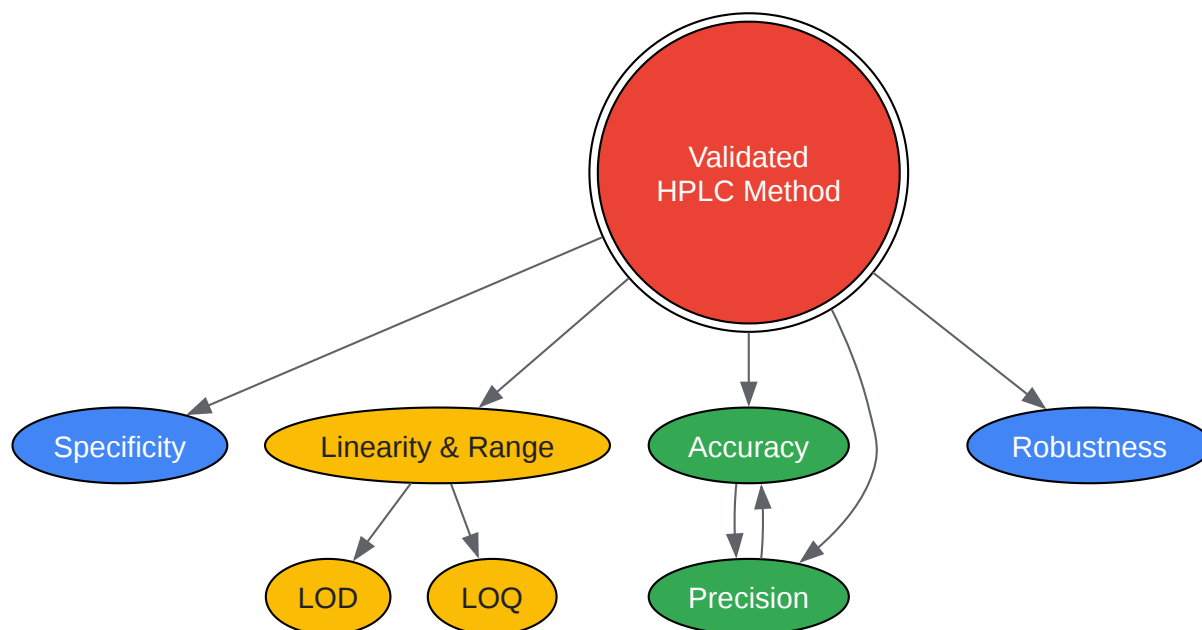 Validated
HPLC Method
Specificity
Linearity & Range
Accuracy
Robustness
LOD
LOQ
Precision